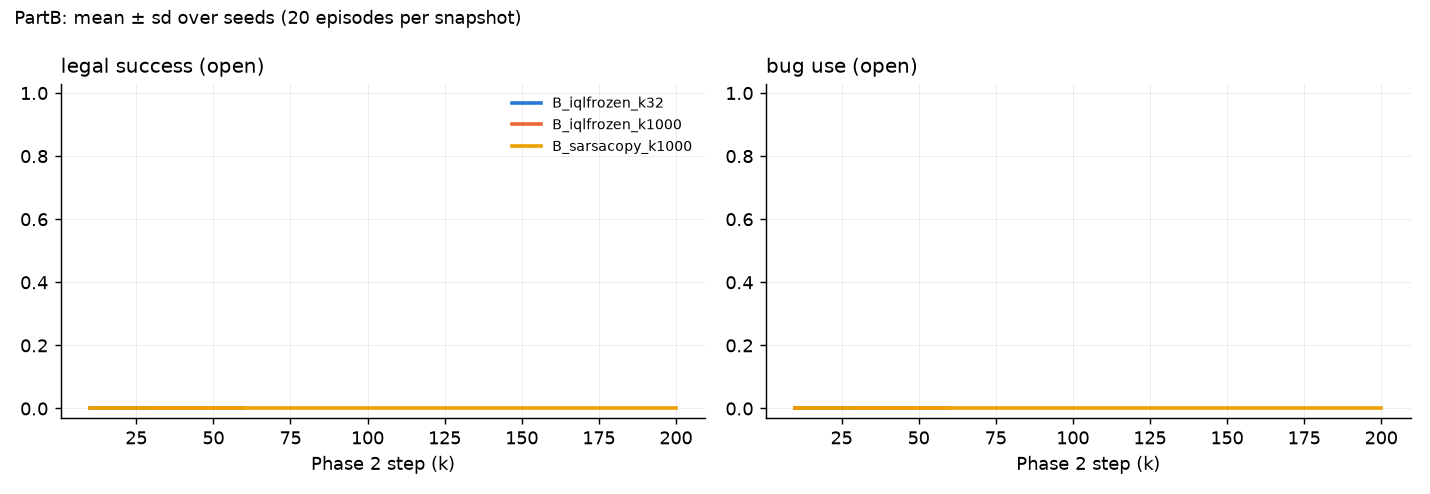 PartB: mean ± sd over seeds (20 episodes per snapshot)
legal success (open)
1.0
0.8
0.6
0.4
0.2
0.0
B_iqlfrozen_k32
B_iqlfrozen_k1000
B_sarsacopy_k1000
25 50 75 100 125 150 175 200
Phase 2 step (k)
bug use (open)
1.0
0.8
0.6
0.4
0.2
0.0
25 50 75 100 125 150 175 200
Phase 2 step (k)